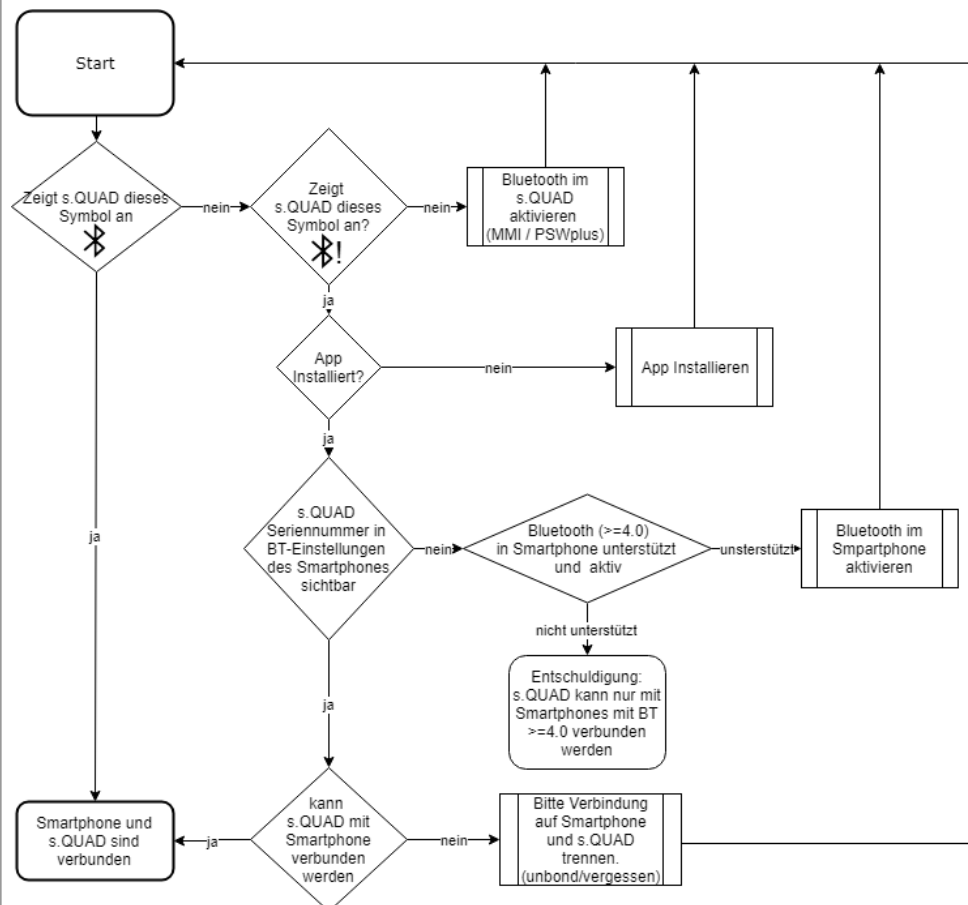 Start
Zeigt s.QUAD dieses
Symbol an
nein
Zeigt
s.QUAD dieses
Symbol an?
!
nein
Bluetooth im
s.QUAD
aktivieren
(MMI / PSWplus)
ja
App
Installiert?
nein
App Installieren
ja
s.QUAD
Seriennummer in
BT-Einstellungen
des Smartphones
sichtbar
nein
Bluetooth (>=4.0)
in Smartphone unterstützt
und aktiv
unsterstützt
Bluetooth im
Smpartphone
aktivieren
ja
nicht unterstützt
Entschuldigung:
s.QUAD kann nur mit
Smartphones mit BT
>=4.0 verbunden
werden
ja
Smartphone und
s.QUAD sind
verbunden
ja
kann
s.QUAD mit
Smartphone
verbunden
werden
nein
Bitte Verbindung
auf Smartphone
und s.QUAD
trennen.
(unbond/vergessen)